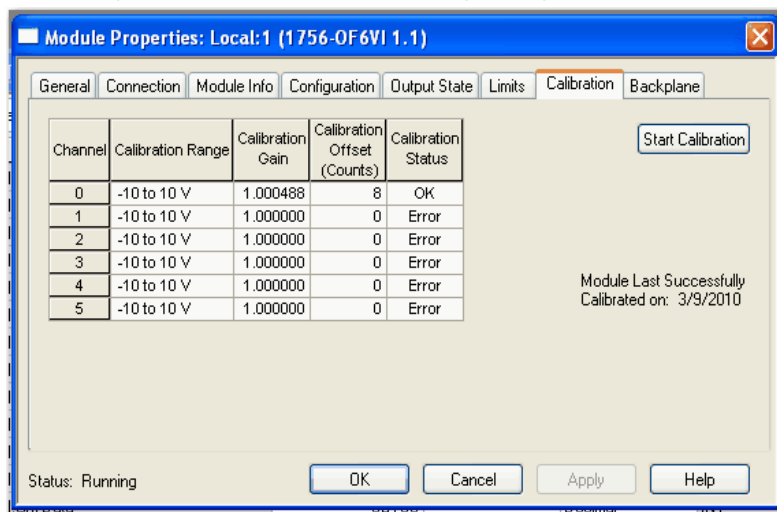 Module Properties: Local:1 (1756-OF6VI 1.1)
General Connection Module Info Configuration Output State Limits Calibration Backplane
Channel Calibration Range Calibration Gain Calibration Offset (Counts) Calibration Status
Start Calibration
0 -10 to 10 V 1.000488 8 OK
1 -10 to 10 V 1.000000 0 Error
2 -10 to 10 V 1.000000 0 Error
3 -10 to 10 V 1.000000 0 Error
4 -10 to 10 V 1.000000 0 Error
5 -10 to 10 V 1.000000 0 Error
Module Last Successfully
Calibrated on: 3/9/2010
Status: Running
OK Cancel Apply Help